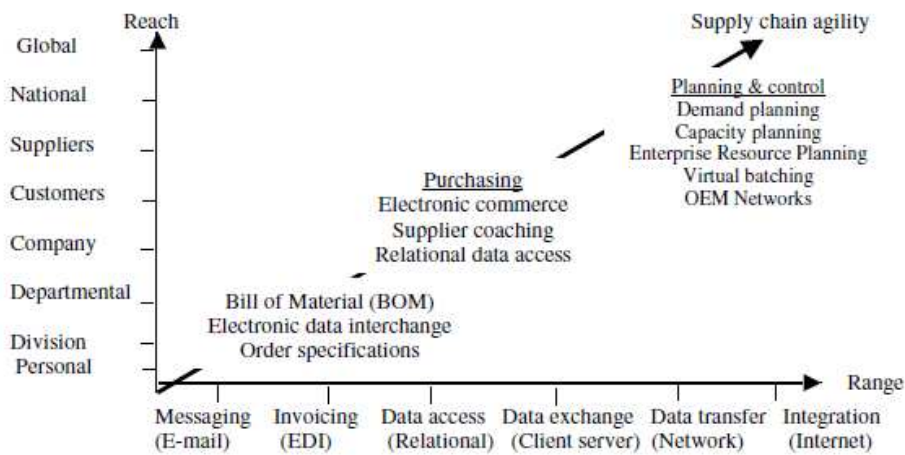 Reach
Supply chain agility
Global
National
Suppliers
Customers
Company
Departmental
Division
Personal
Planning & control
Demand planning
Capacity planning
Enterprise Resource Planning
Virtual batching
OEM Networks
Purchasing
Electronic commerce
Supplier coaching
Relational data access
Bill of Material (BOM)
Electronic data interchange
Order specifications
Range
Messaging
(E-mail)
Invoicing
(EDI)
Data access
(Relational)
Data exchange
(Client server)
Data transfer
(Network)
Integration
(Internet)